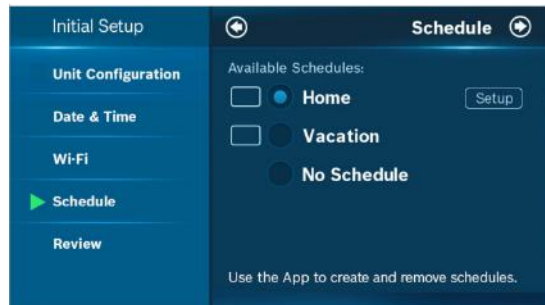 Initial Setup
Schedule
Unit Configuration
Date & Time
Wi-Fi
Schedule
Review
Available Schedules:
Home
Setup
Vacation
No Schedule
Use the App to create and remove schedules.